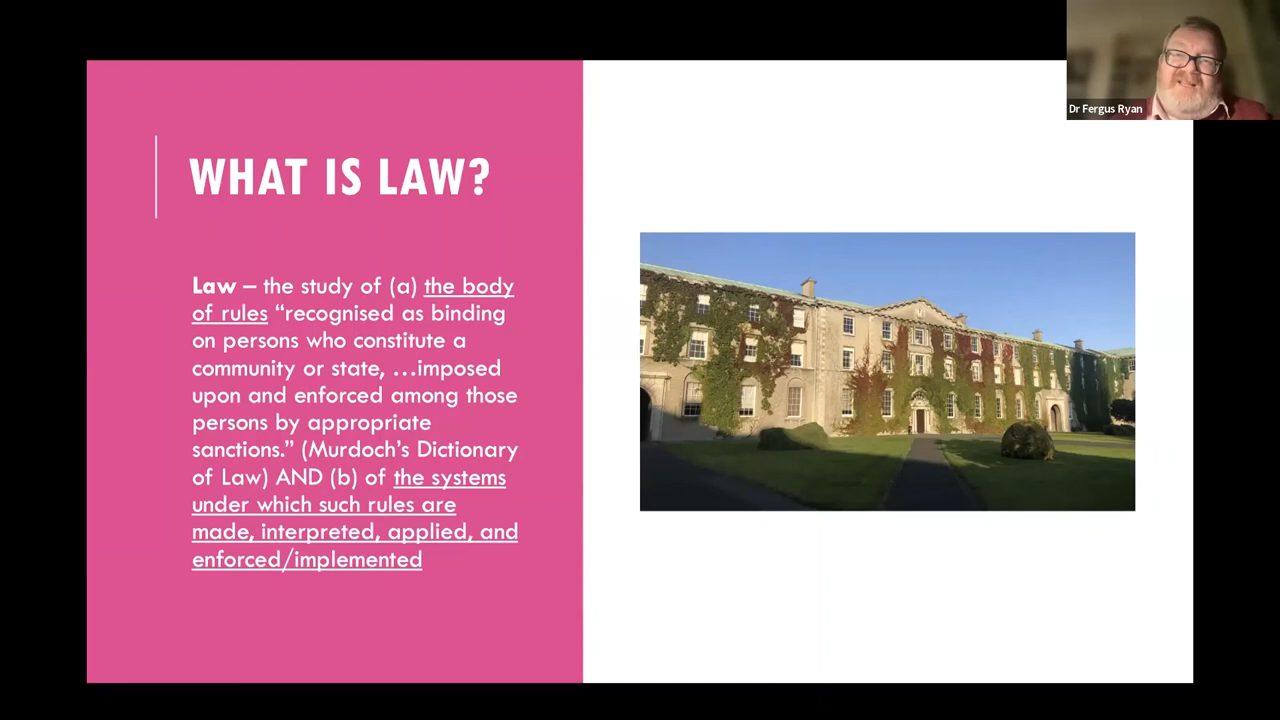 WHAT IS LAW?
Law – the study of (a) the body
of rules “recognised as binding
on persons who constitute a
community or state, …imposed
upon and enforced among those
persons by appropriate
sanctions.” (Murdoch’s Dictionary
of Law) AND (b) of the systems
under which such rules are
made, interpreted, applied, and
enforced/implemented
Dr Fergus Ryan